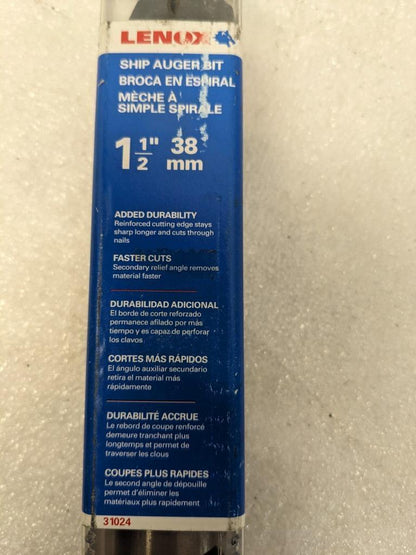 LENOX
SHIP AUGER BIT
BROCA EN ESPIRAL
MÈCHE À
SIMPLE SPIRALE
1 1/2" 38 mm
ADDED DURABILITY
Reinforced cutting edge stays
sharp longer and cuts through
nails
FASTER CUTS
Secondary relief angle removes
material faster
DURABILIDAD ADICIONAL
El borde de corte reforzado
permanece afilado por más
tiempo y es capaz de perforar
los clavos
CORTES MÁS RÁPIDOS
El ángulo auxiliar secundario
retira el material más
rápidamente
DURABILITÉ ACCRUE
Le rebord de coupe renforcé
demeure tranchant plus
longtemps et permet de
traverser les clous
COUPES PLUS RAPIDES
Le second angle de dépouille
permet d'éliminer les
matériaux plus rapidement
31024